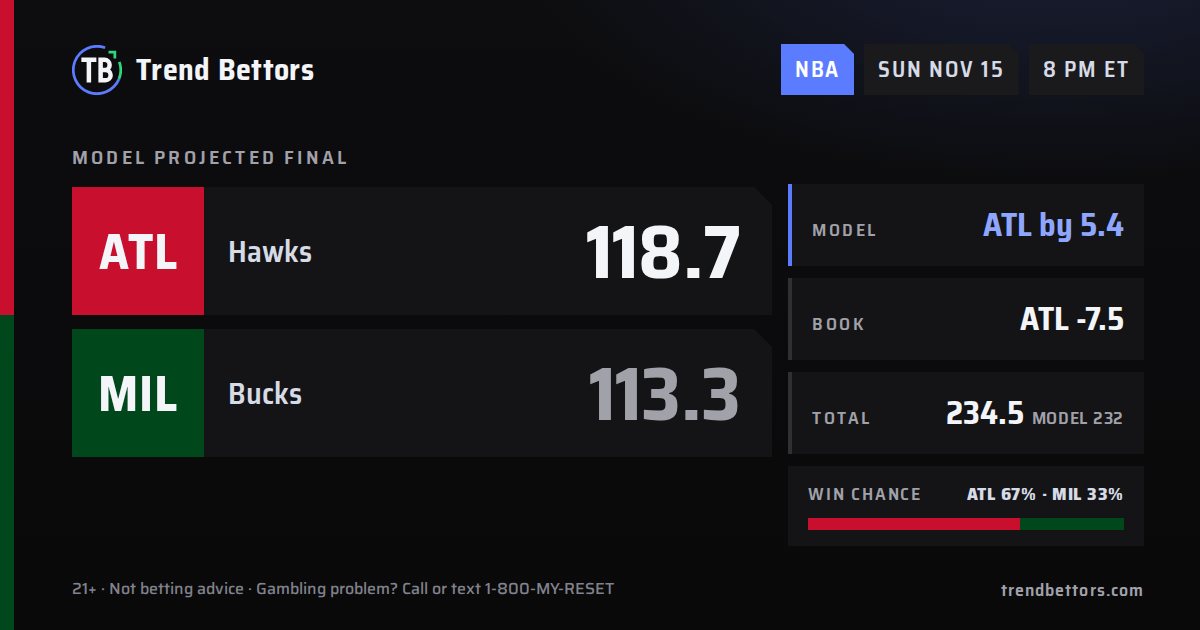 TB Trend Bettors
NBA SUN NOV 15 8 PM ET
MODEL PROJECTED FINAL
ATL Hawks 118.7
MIL Bucks 113.3
MODEL ATL by 5.4
BOOK ATL -7.5
TOTAL 234.5 MODEL 232
WIN CHANCE ATL 67% · MIL 33%
21+ · Not betting advice · Gambling problem? Call or text 1-800-MY-RESET
trendbettors.com